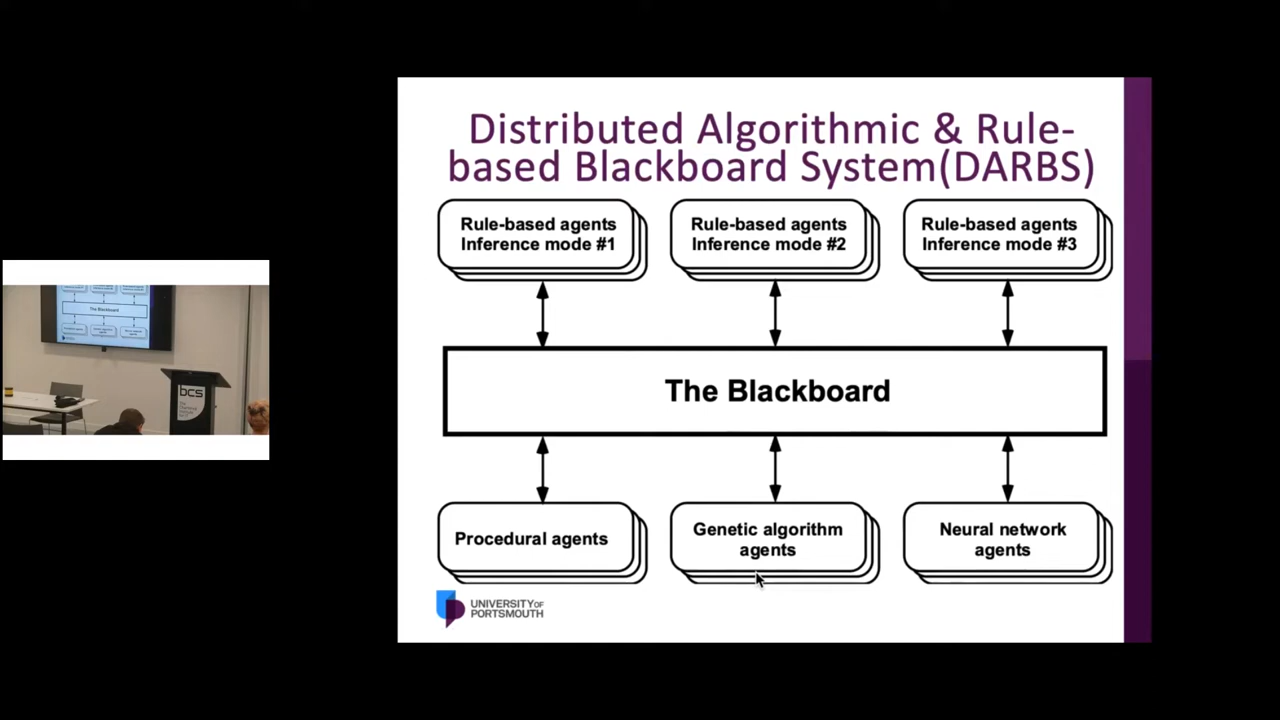 Distributed Algorithmic & Rule-
based Blackboard System(DARBS)
Rule-based agents
Inference mode #1
Rule-based agents
Inference mode #2
Rule-based agents
Inference mode #3
The Blackboard
Procedural agents
Genetic algorithm
agents
Neural network
agents
UNIVERSITY OF
PORTSMOUTH
The Blackboard
bcs